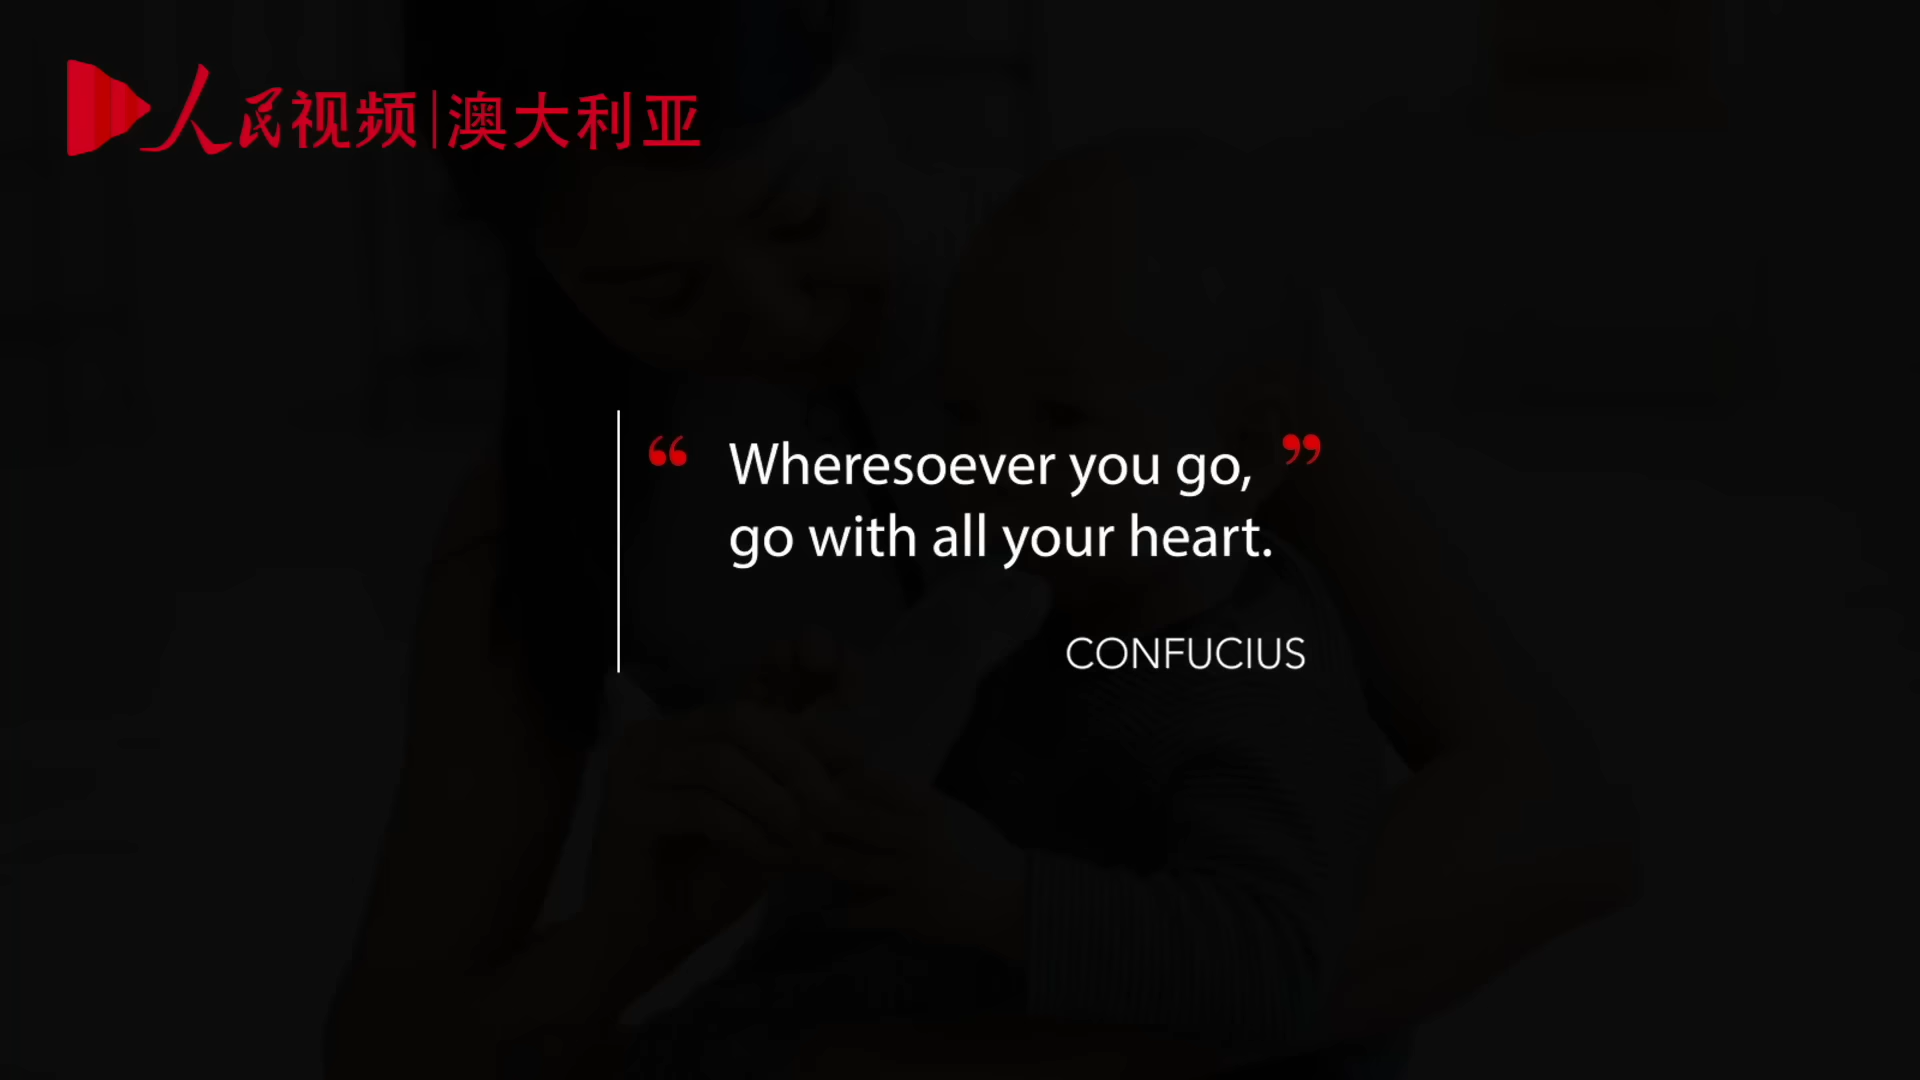 人民视频|澳大利亚
“ Wheresoever you go, ”
go with all your heart.
CONFUCIUS